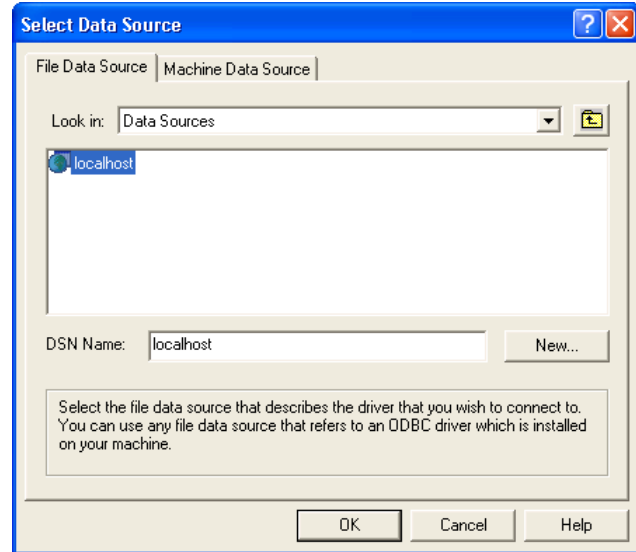 Select Data Source
File Data Source Machine Data Source
Look in: Data Sources
localhost
DSN Name: localhost New...
Select the file data source that describes the driver that you wish to connect to.
You can use any file data source that refers to an ODBC driver which is installed
on your machine.
OK Cancel Help